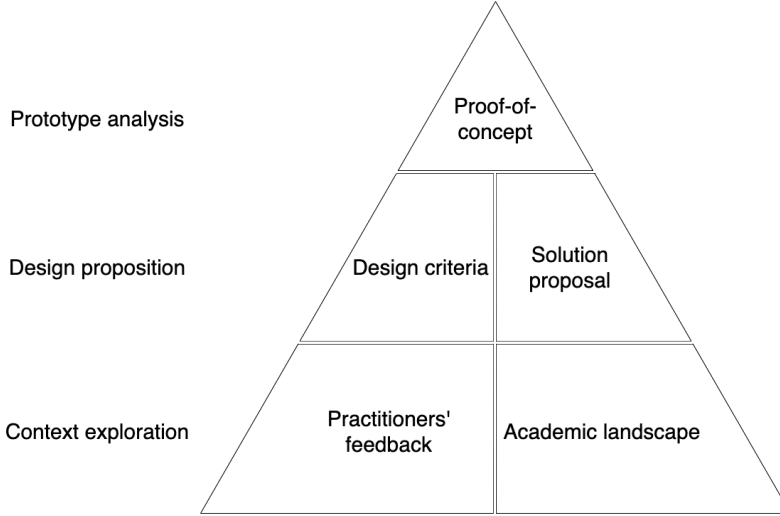 Proof-of-
concept
Prototype analysis
Design proposition
Design criteria
Solution
proposal
Context exploration
Practitioners'
feedback
Academic landscape